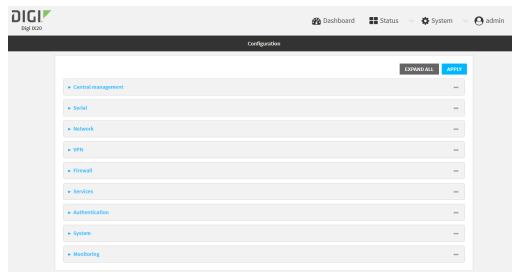 DIGI
Digi IX20
Dashboard
Status
System
admin
Configuration
EXPAND ALL
APPLY
Central management
Serial
Network
VPN
Firewall
Services
Authentication
System
Monitoring